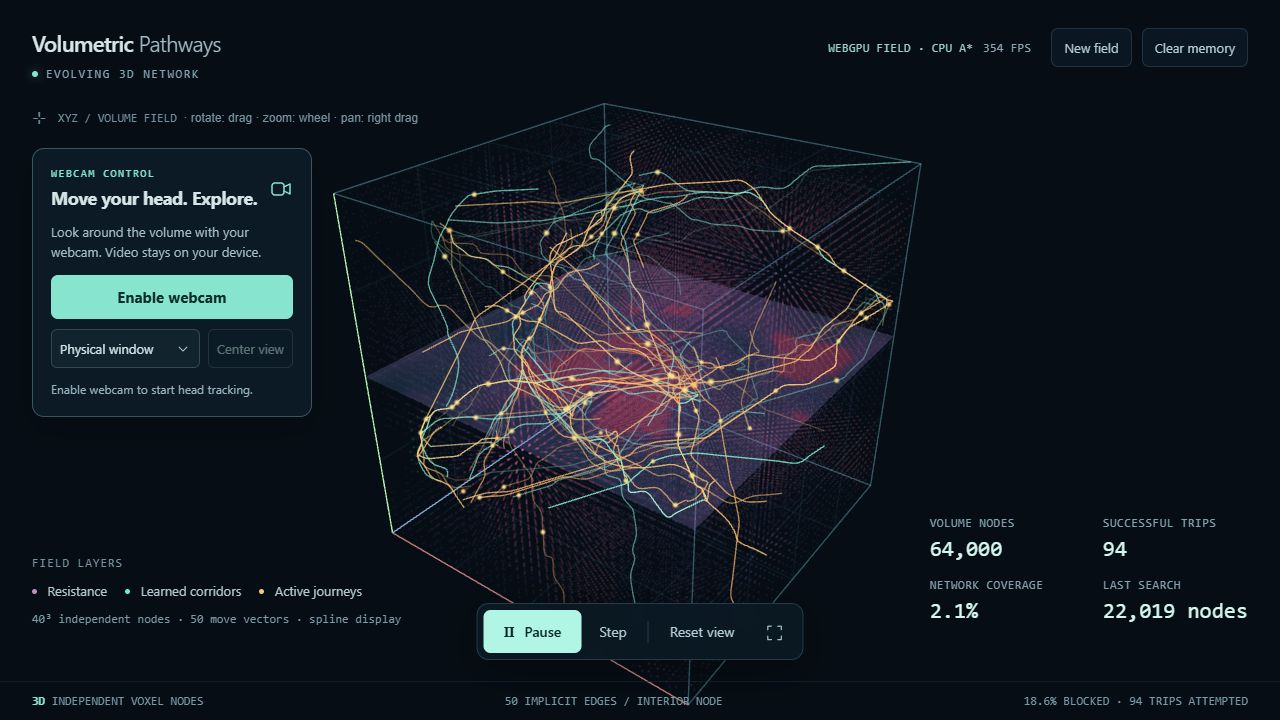 Volumetric Pathways
EVOLVING 3D NETWORK
WEBGPU FIELD · CPU A* 354 FPS
New field
Clear memory
XYZ / VOLUME FIELD · rotate: drag · zoom: wheel · pan: right drag
WEBCAM CONTROL
Move your head. Explore.
Look around the volume with your
webcam. Video stays on your device.
Enable webcam
Physical window
Center view
Enable webcam to start head tracking.
VOLUME NODES
64,000
SUCCESSFUL TRIPS
94
NETWORK COVERAGE
2.1%
LAST SEARCH
22,019 nodes
FIELD LAYERS
Resistance
Learned corridors
Active journeys
40³ independent nodes · 50 move vectors · spline display
Pause
Step
Reset view
3D INDEPENDENT VOXEL NODES
50 IMPLICIT EDGES / INTERIOR NODE
18.6% BLOCKED · 94 TRIPS ATTEMPTED